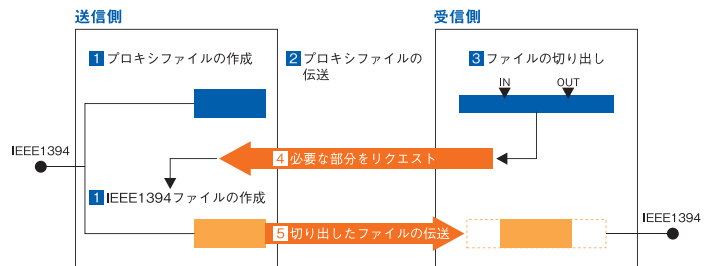 送信側
受信側
1 プロキシファイルの作成
2 プロキシファイルの
伝送
3 ファイルの切り出し
IN
OUT
IEEE1394
4 必要な部分をリクエスト
1 IEEE1394ファイルの作成
5 切り出したファイルの伝送
IEEE1394